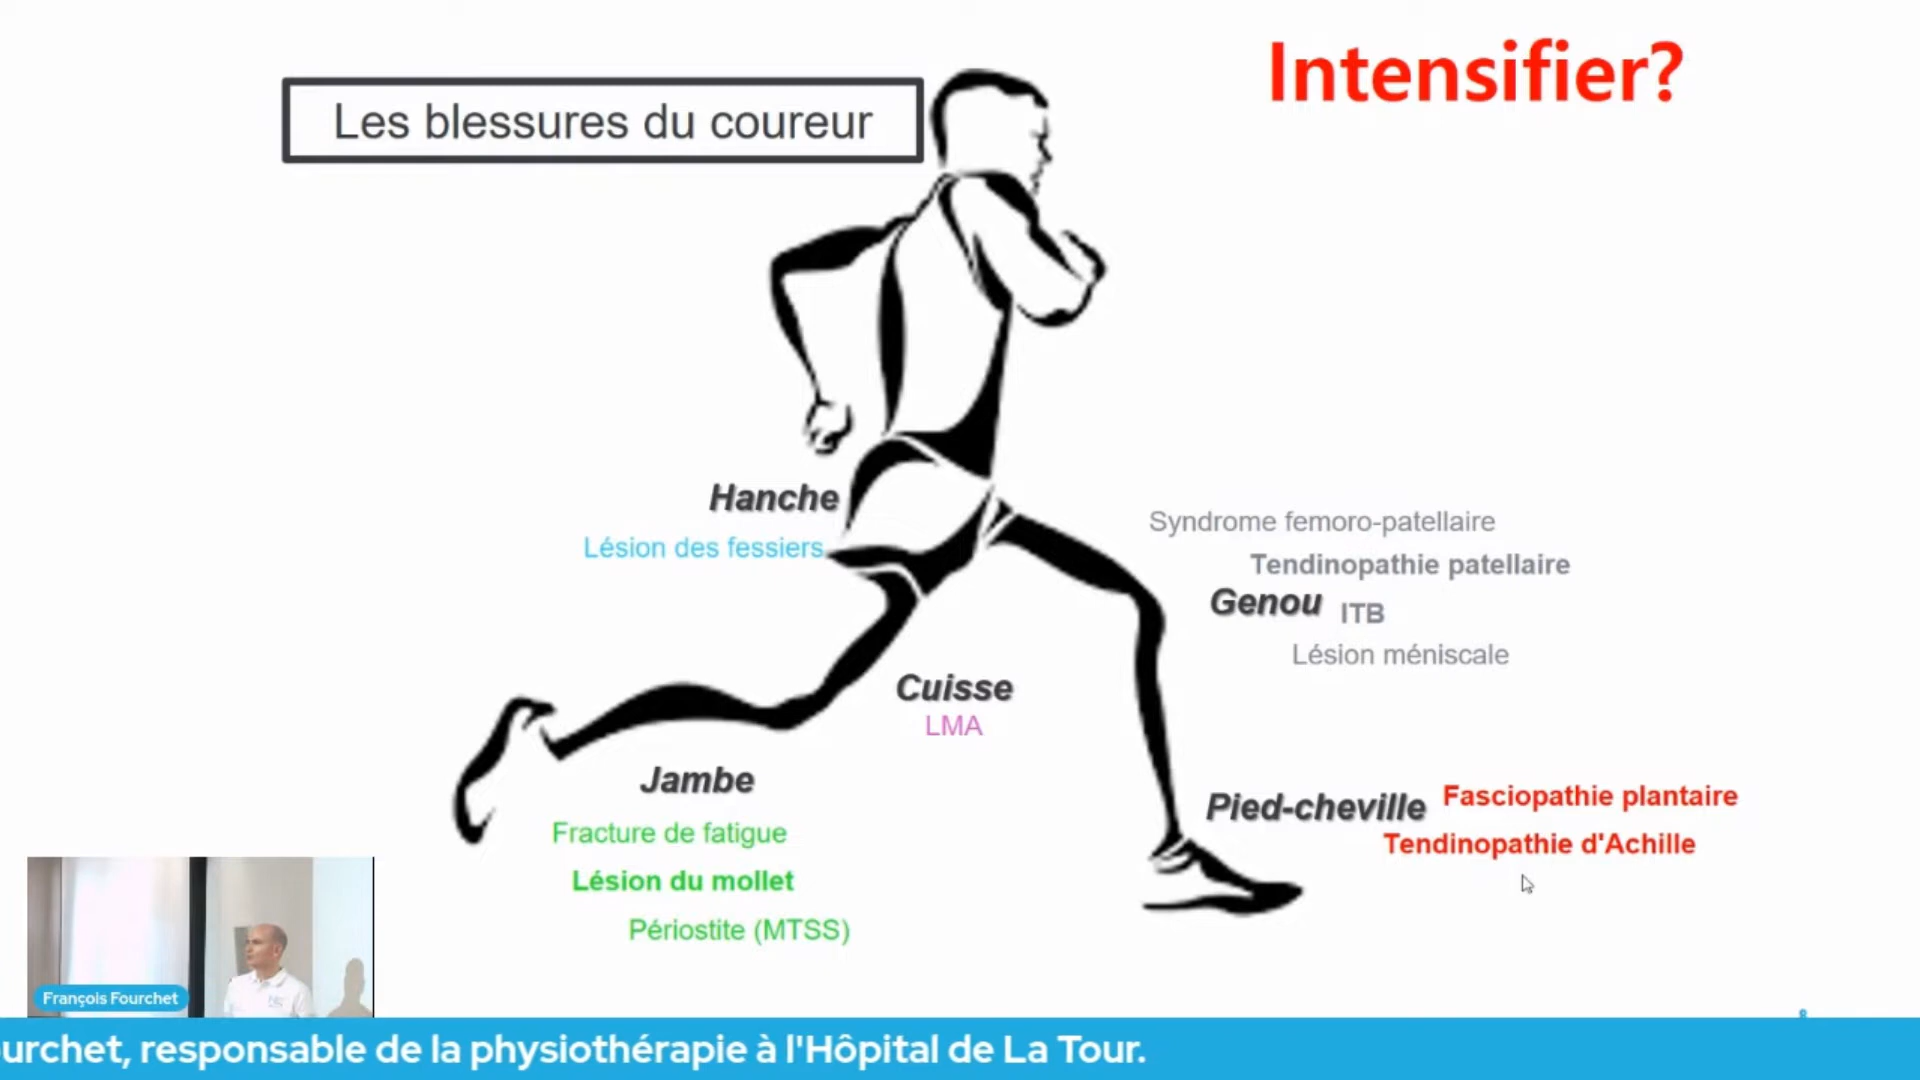 Intensifier?
Les blessures du coureur
Hanche
Lésion des fessiers
Syndrome femoro-patellaire
Tendinopathie patellaire
Genou ITB
Lésion méniscale
Cuisse
LMA
Jambe
Fracture de fatigue
Lésion du mollet
Périostite (MTSS)
Pied-cheville Fasciopathie plantaire
Tendinopathie d'Achille
François Fourchet
urchet, responsable de la physiothérapie à l'Hôpital de La Tour.